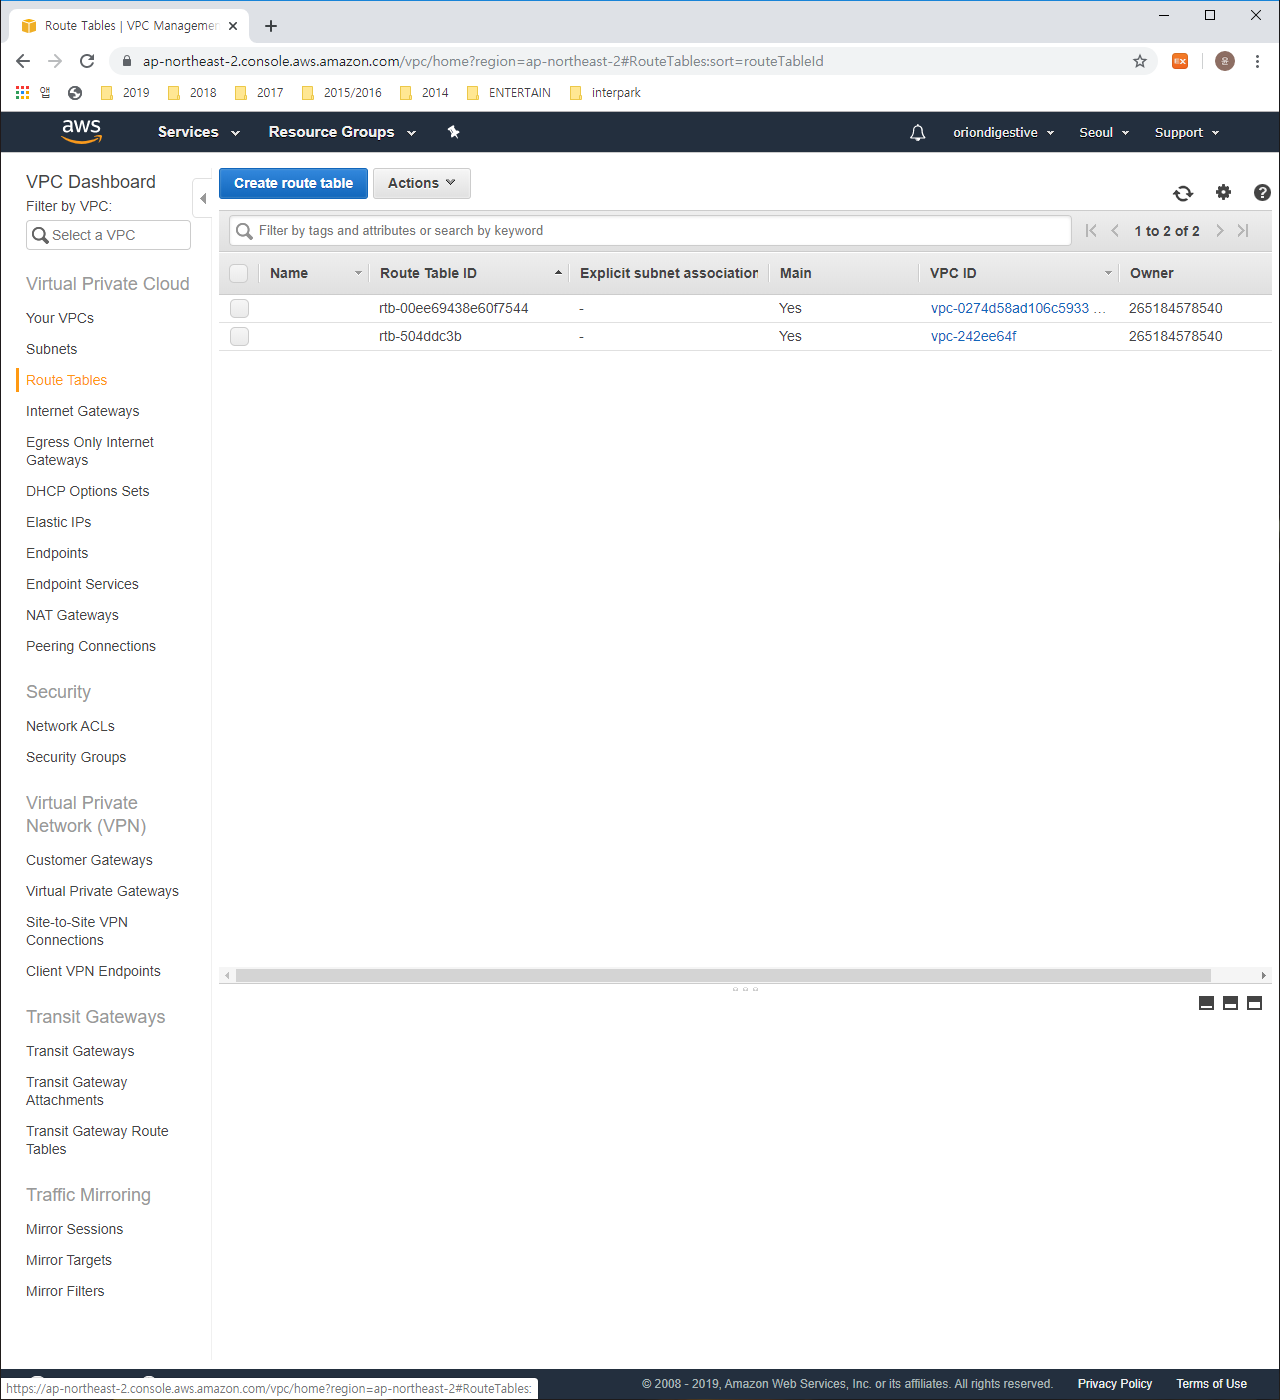 Route Tables | VPC Managemen
ap-northeast-2.console.aws.amazon.com/vpc/home?region=ap-northeast-2#RouteTables:sort=routeTableId
앱
2019
2018
2017
2015/2016
2014
ENTERTAIN
interpark
aws
Services
Resource Groups
oriondigestive
Seoul
Support
VPC Dashboard
Filter by VPC:
Select a VPC
Virtual Private Cloud
Your VPCs
Subnets
Route Tables
Internet Gateways
Egress Only Internet
Gateways
DHCP Options Sets
Elastic IPs
Endpoints
Endpoint Services
NAT Gateways
Peering Connections
Security
Network ACLs
Security Groups
Virtual Private
Network (VPN)
Customer Gateways
Virtual Private Gateways
Site-to-Site VPN
Connections
Client VPN Endpoints
Transit Gateways
Transit Gateways
Transit Gateway
Attachments
Transit Gateway Route
Tables
Traffic Mirroring
Mirror Sessions
Mirror Targets
Mirror Filters
Create route table
Actions
Filter by tags and attributes or search by keyword
1 to 2 of 2
Name Route Table ID Explicit subnet association Main VPC ID Owner
rtb-00ee69438e60f7544 - Yes vpc-0274d58ad106c5933 ... 265184578540
rtb-504ddc3b - Yes vpc-242ee64f 265184578540
https://ap-northeast-2.console.aws.amazon.com/vpc/home?region=ap-northeast-2#RouteTables:
© 2008 - 2019, Amazon Web Services, Inc. or its affiliates. All rights reserved.
Privacy Policy
Terms of Use